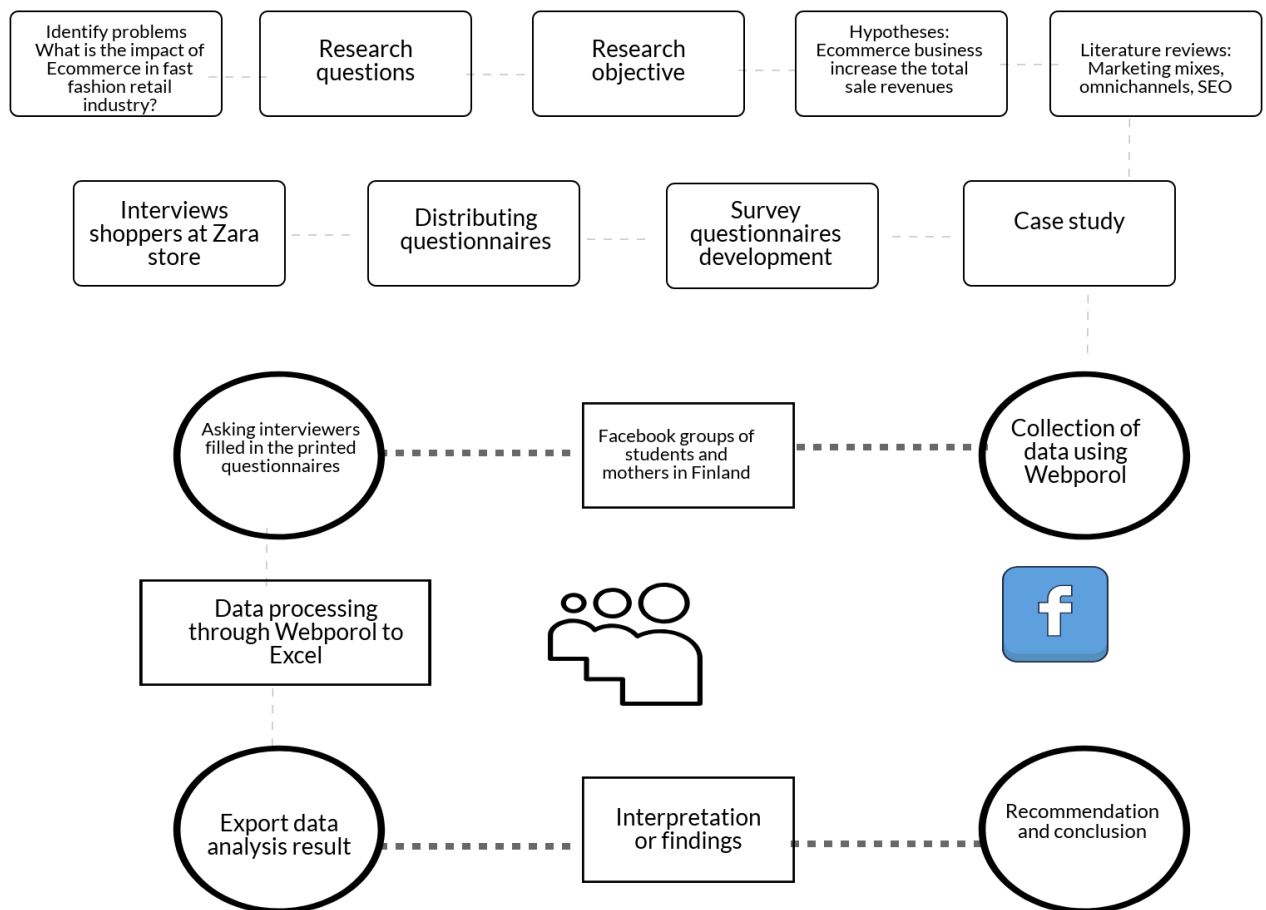 Identify problems
What is the impact of
Ecommerce in fast
fashion retail
industry?
Research
questions
Research
objective
Hypotheses:
Ecommerce business
increase the total
sale revenues
Literature reviews:
Marketing mixes,
omnichannels, SEO
Interviews
shoppers at Zara
store
Distributing
questionnaires
Survey
questionnaires
development
Case study
Asking interviewers
filled in the printed
questionnaires
Facebook groups of
students and
mothers in Finland
Collection of
data using
Webporol
Data processing
through Webporol to
Excel
f
Export data
analysis result
Interpretation
or findings
Recommendation
and conclusion